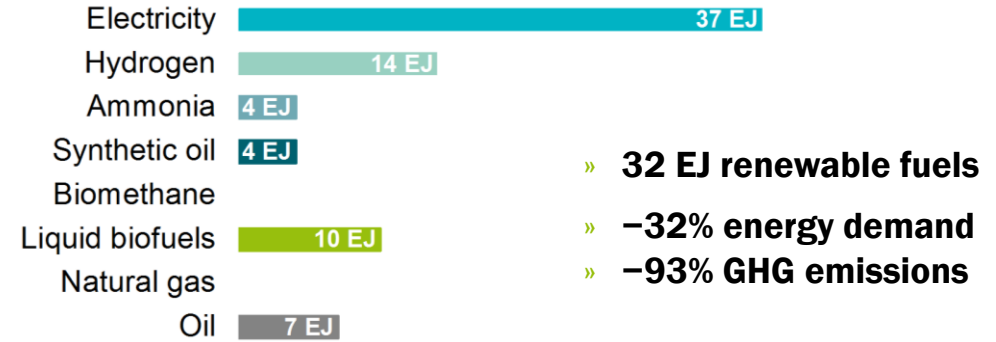 Electricity 37 EJ
Hydrogen 14 EJ
Ammonia 4 EJ
Synthetic oil 4 EJ
Biomethane
Liquid biofuels 10 EJ
Natural gas
Oil 7 EJ
» 32 EJ renewable fuels
» −32% energy demand
» −93% GHG emissions